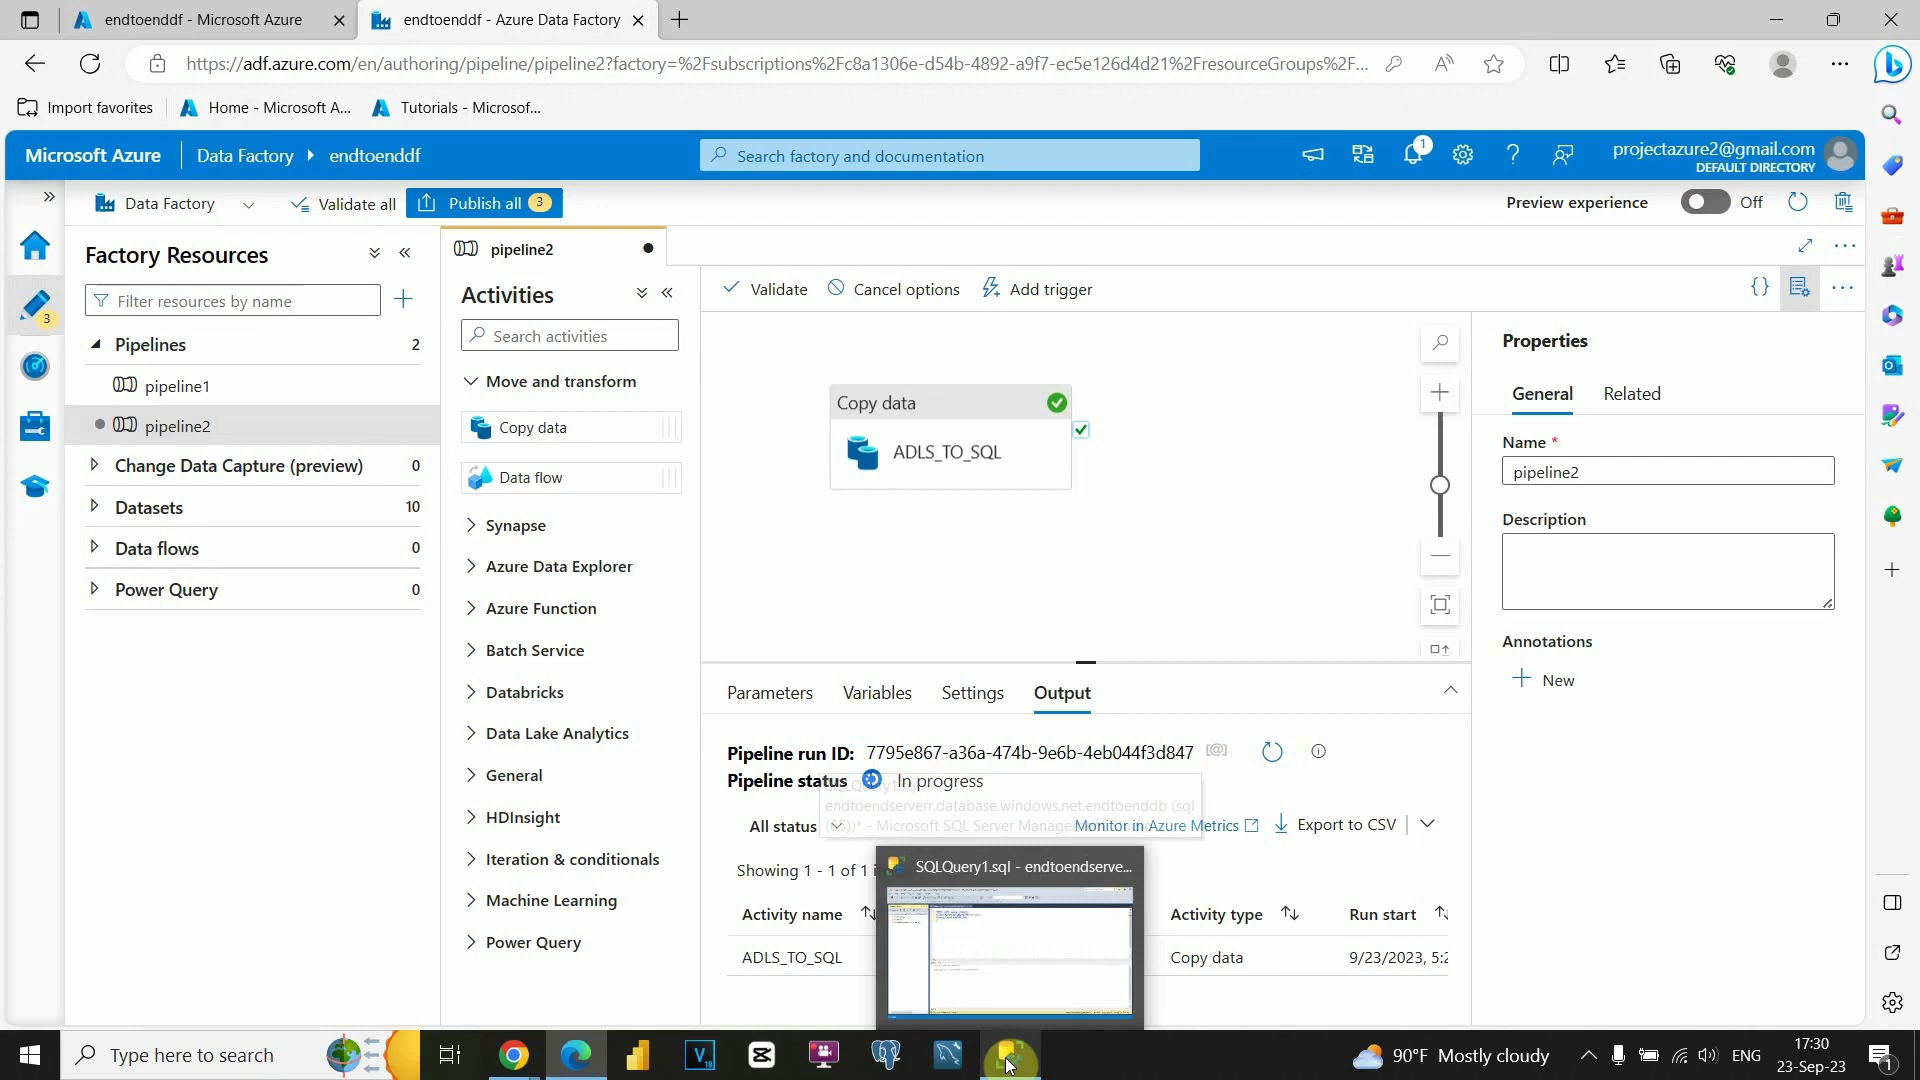 endtoenddf - Microsoft Azure
endtoenddf - Azure Data Factory
https://adf.azure.com/en/authoring/pipeline/pipeline2?factory=%2Fsubscriptions%2Fc8a1306e-d54b-4892-a9f7-ec5e126d4d21%2FresourceGroups%2F...
Import favorites
Home - Microsoft A...
Tutorials - Microsof...
Microsoft Azure
Data Factory
endtoenddf
Search factory and documentation
1
projectazure2@gmail.com
DEFAULT DIRECTORY
Data Factory
Validate all
Publish all 3
Preview experience
Off
3
Factory Resources
Filter resources by name
Pipelines 2
pipeline1
pipeline2
Change Data Capture (preview) 0
Datasets 10
Data flows 0
Power Query 0
pipeline2
Activities
Search activities
Move and transform
Copy data
Data flow
Synapse
Azure Data Explorer
Azure Function
Batch Service
Databricks
Data Lake Analytics
General
HDInsight
Iteration & conditionals
Machine Learning
Power Query
Validate
Cancel options
Add trigger
Copy data
ADLS_TO_SQL
Parameters
Variables
Settings
Output
Pipeline run ID: 7795e867-a36a-474b-9e6b-4eb044f3d847
Pipeline status In progress
endtoendserverr.database.windows.net.endtoenddb (sql
All status
Monitor in Azure Metrics
Export to CSV
Showing 1 - 1 of 1
SQLQuery1.sql - endtoendserve...
Activity name
Activity type
Run start
ADLS_TO_SQL
Copy data
9/23/2023, 5:2
Properties
General
Related
Name *
pipeline2
Description
Annotations
New
Type here to search
90°F Mostly cloudy
ENG
17:30
23-Sep-23
1